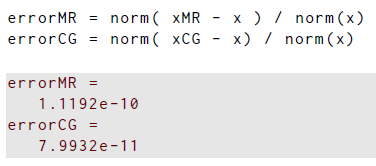 errorMR = norm( xMR - x ) / norm(x)
errorCG = norm( xCG - x) / norm(x)
errorMR =
1.1192e-10
errorCG =
7.9932e-11